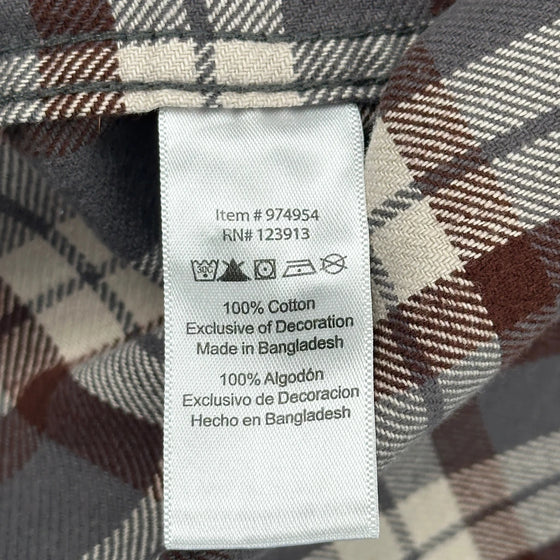 Item # 974954
RN# 123913
30C
100% Cotton
Exclusive of Decoration
Made in Bangladesh
100% Algodón
Exclusivo de Decoracion
Hecho en Bangladesh